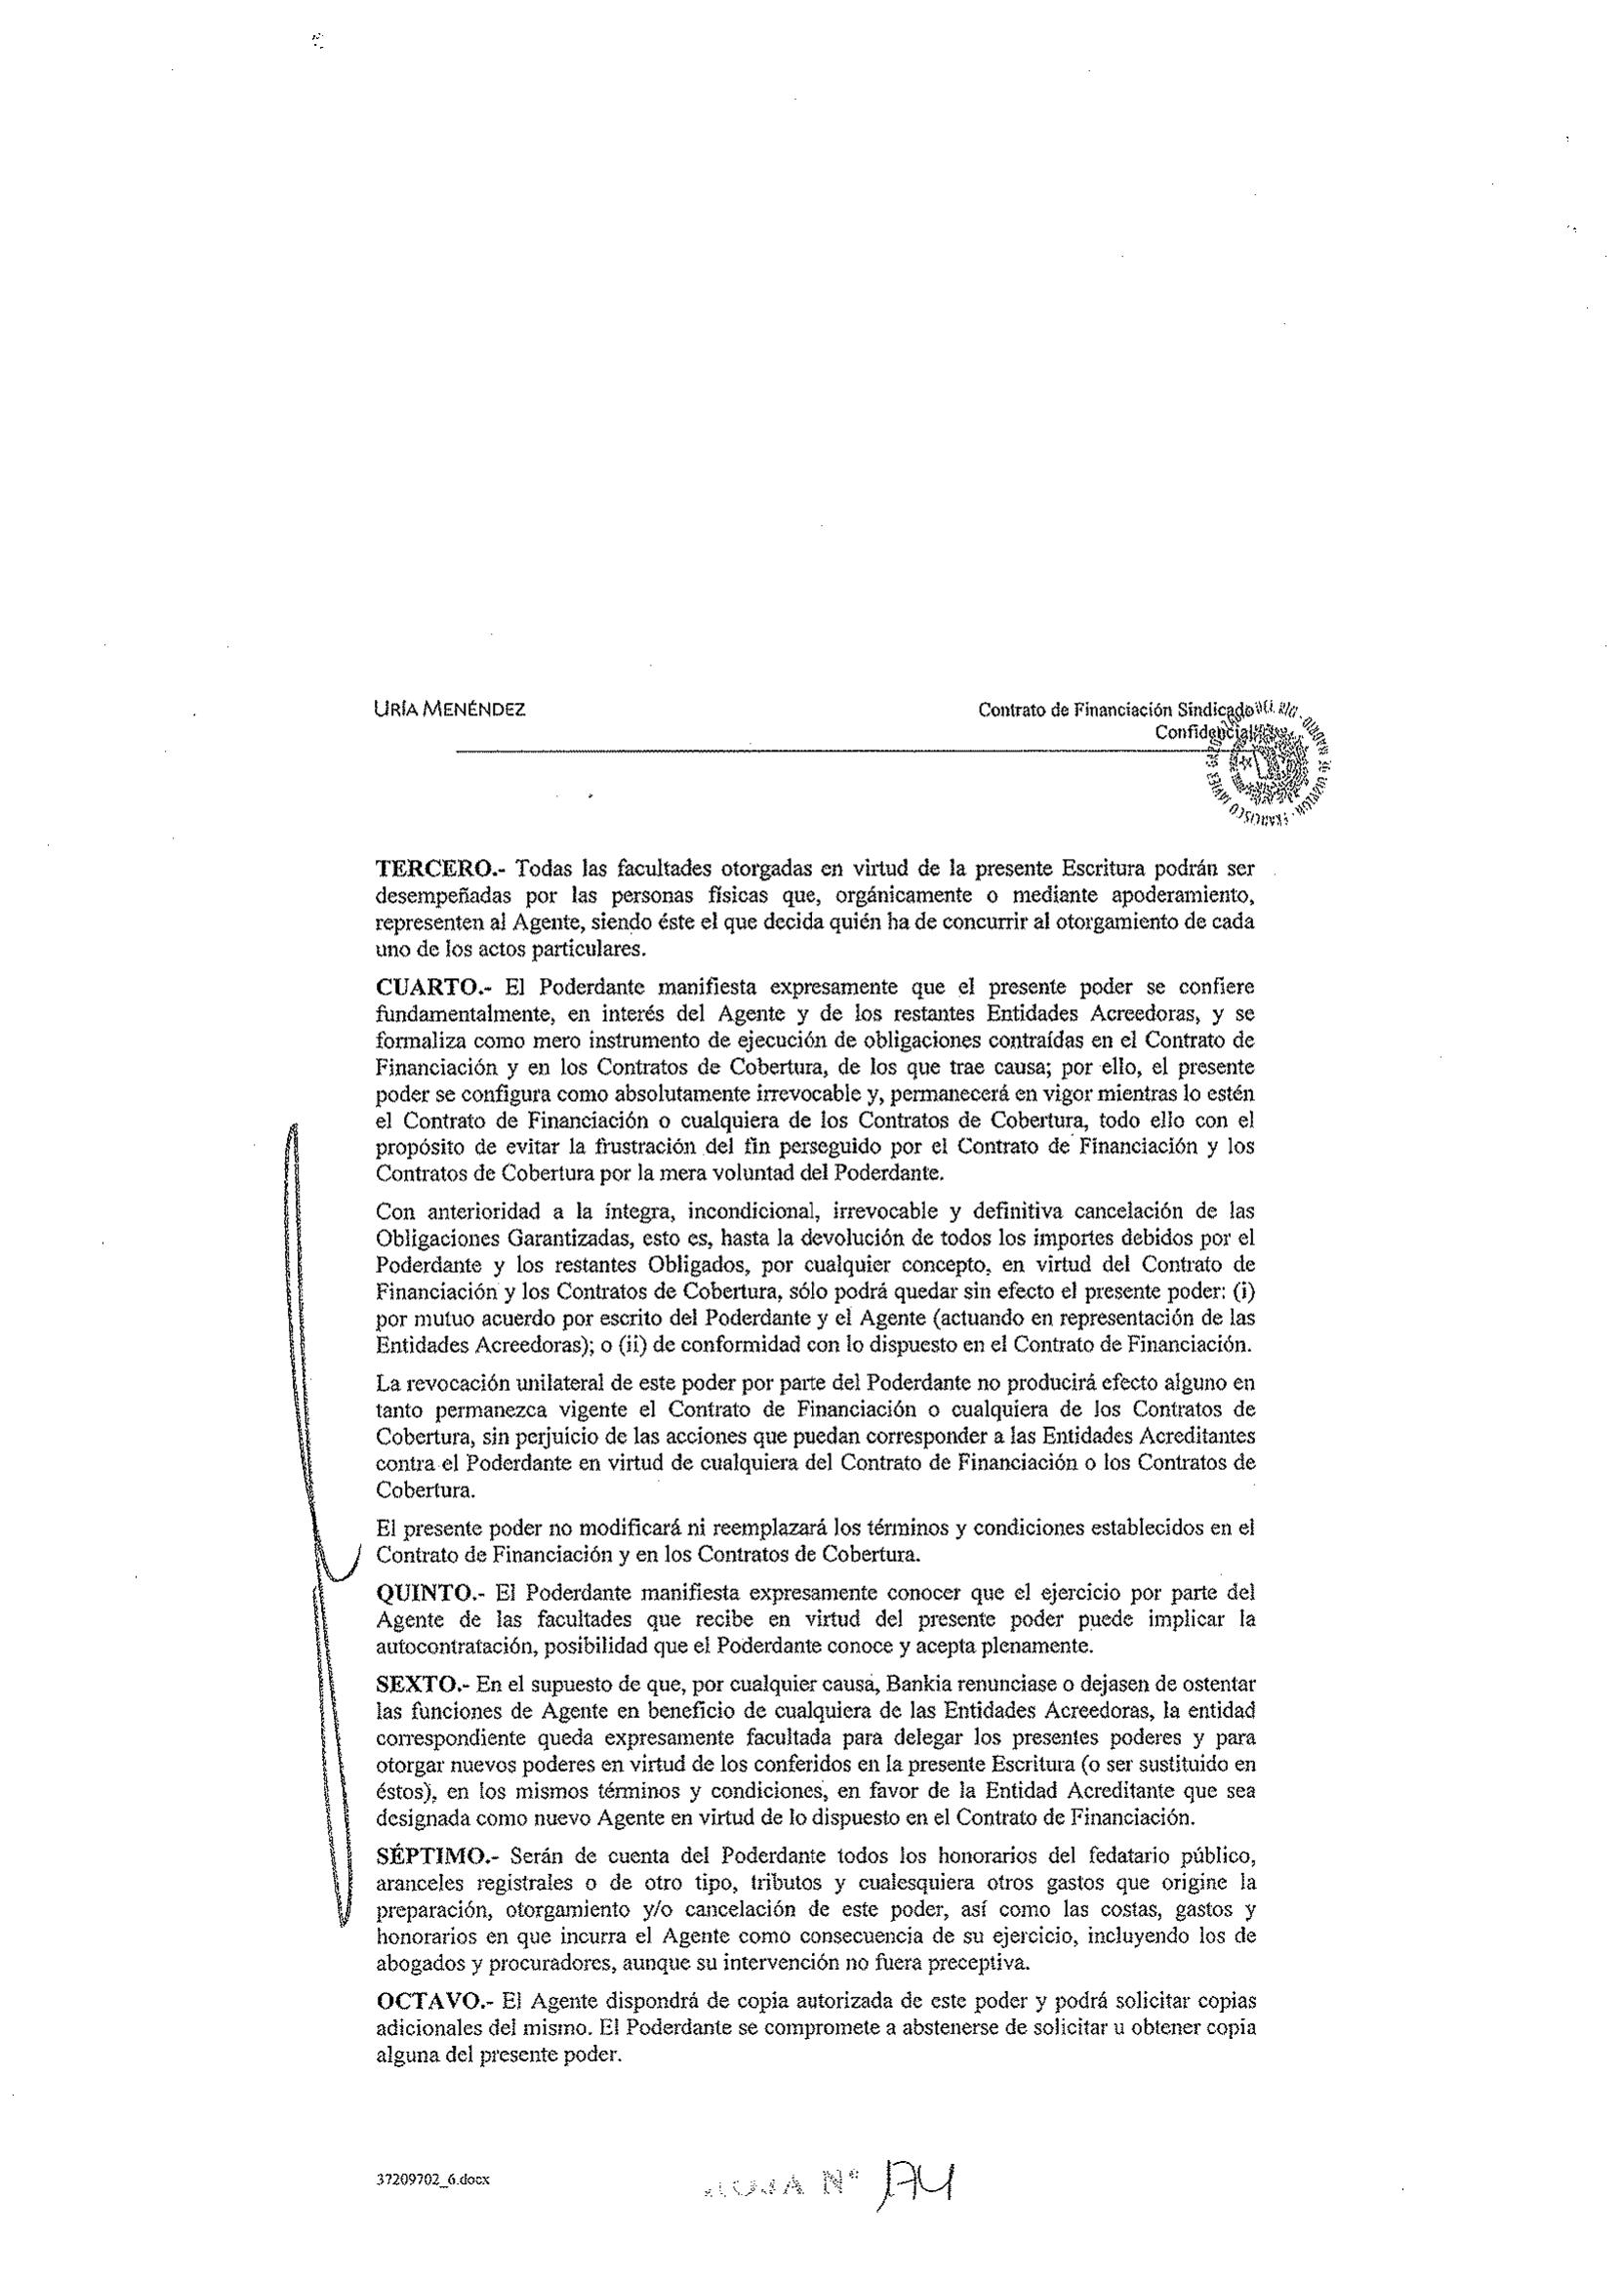 URÍA MENÉNDEZ
Contrato de Financiación Sindicado
Confidencial
TERCERO.- Todas las facultades otorgadas en virtud de la presente Escritura podrán ser
desempeñadas por las personas físicas que, orgánicamente o mediante apoderamiento,
representen al Agente, siendo éste el que decida quién ha de concurrir al otorgamiento de cada
uno de los actos particulares.
CUARTO.- El Poderdante manifiesta expresamente que el presente poder se confiere
fundamentalmente, en interés del Agente y de los restantes Entidades Acreedoras, y se
formaliza como mero instrumento de ejecución de obligaciones contraídas en el Contrato de
Financiación y en los Contratos de Cobertura, de los que trae causa; por ello, el presente
poder se configura como absolutamente irrevocable y, permanecerá en vigor mientras lo estén
el Contrato de Financiación o cualquiera de los Contratos de Cobertura, todo ello con el
propósito de evitar la frustración del fin perseguido por el Contrato de Financiación y los
Contratos de Cobertura por la mera voluntad del Poderdante.
Con anterioridad a la íntegra, incondicional, irrevocable y definitiva cancelación de las
Obligaciones Garantizadas, esto es, hasta la devolución de todos los importes debidos por el
Poderdante y los restantes Obligados, por cualquier concepto, en virtud del Contrato de
Financiación y los Contratos de Cobertura, sólo podrá quedar sin efecto el presente poder: (i)
por mutuo acuerdo por escrito del Poderdante y el Agente (actuando en representación de las
Entidades Acreedoras); o (ii) de conformidad con lo dispuesto en el Contrato de Financiación.
La revocación unilateral de este poder por parte del Poderdante no producirá efecto alguno en
tanto permanezca vigente el Contrato de Financiación o cualquiera de los Contratos de
Cobertura, sin perjuicio de las acciones que puedan corresponder a las Entidades Acreditantes
contra el Poderdante en virtud de cualquiera del Contrato de Financiación o los Contratos de
Cobertura.
El presente poder no modificará ni reemplazará los términos y condiciones establecidos en el
Contrato de Financiación y en los Contratos de Cobertura.
QUINTO.- El Poderdante manifiesta expresamente conocer que el ejercicio por parte del
Agente de las facultades que recibe en virtud del presente poder puede implicar la
autocontratación, posibilidad que el Poderdante conoce y acepta plenamente.
SEXTO.- En el supuesto de que, por cualquier causa, Bankia renunciase o dejasen de ostentar
las funciones de Agente en beneficio de cualquiera de las Entidades Acreedoras, la entidad
correspondiente queda expresamente facultada para delegar los presentes poderes y para
otorgar nuevos poderes en virtud de los conferidos en la presente Escritura (o ser sustituido en
éstos), en los mismos términos y condiciones, en favor de la Entidad Acreditante que sea
designada como nuevo Agente en virtud de lo dispuesto en el Contrato de Financiación.
SÉPTIMO.- Serán de cuenta del Poderdante todos los honorarios del fedatario público,
aranceles registrales o de otro tipo, tributos y cualesquiera otros gastos que origine la
preparación, otorgamiento y/o cancelación de este poder, así como las costas, gastos y
honorarios en que incurra el Agente como consecuencia de su ejercicio, incluyendo los de
abogados y procuradores, aunque su intervención no fuera preceptiva.
OCTAVO.- El Agente dispondrá de copia autorizada de este poder y podrá solicitar copias
adicionales del mismo. El Poderdante se compromete a abstenerse de solicitar u obtener copia
alguna del presente poder.
37209702_6.docx
HOJA Nº